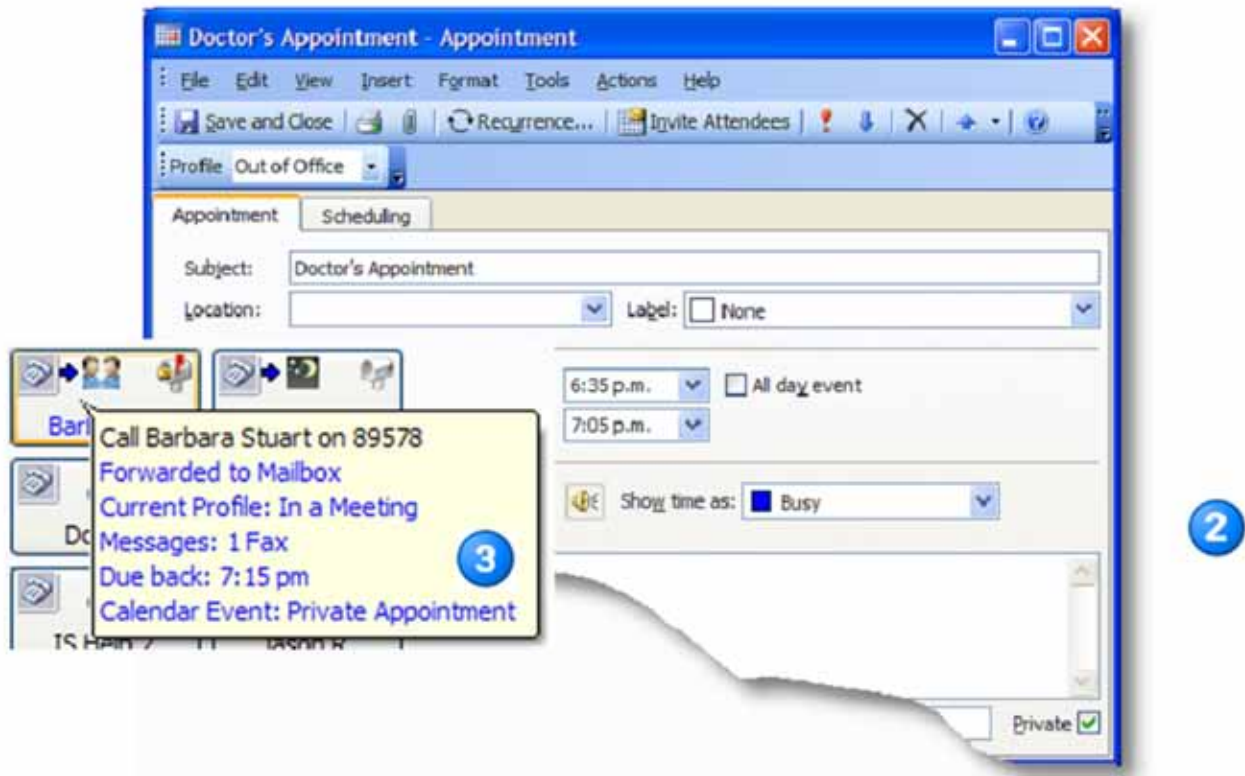 Doctor's Appointment - Appointment
File Edit View Insert Format Tools Actions Help
Save and Close Recurrence... Invite Attendees
Profile Out of Office
Appointment Scheduling
Subject: Doctor's Appointment
Location: Label: None
6:35 p.m. All day event
7:05 p.m.
Show time as: Busy
2
Call Barbara Stuart on 89578
Forwarded to Mailbox
Current Profile: In a Meeting
Messages: 1 Fax
3
Due back: 7:15 pm
Calendar Event: Private Appointment
Private